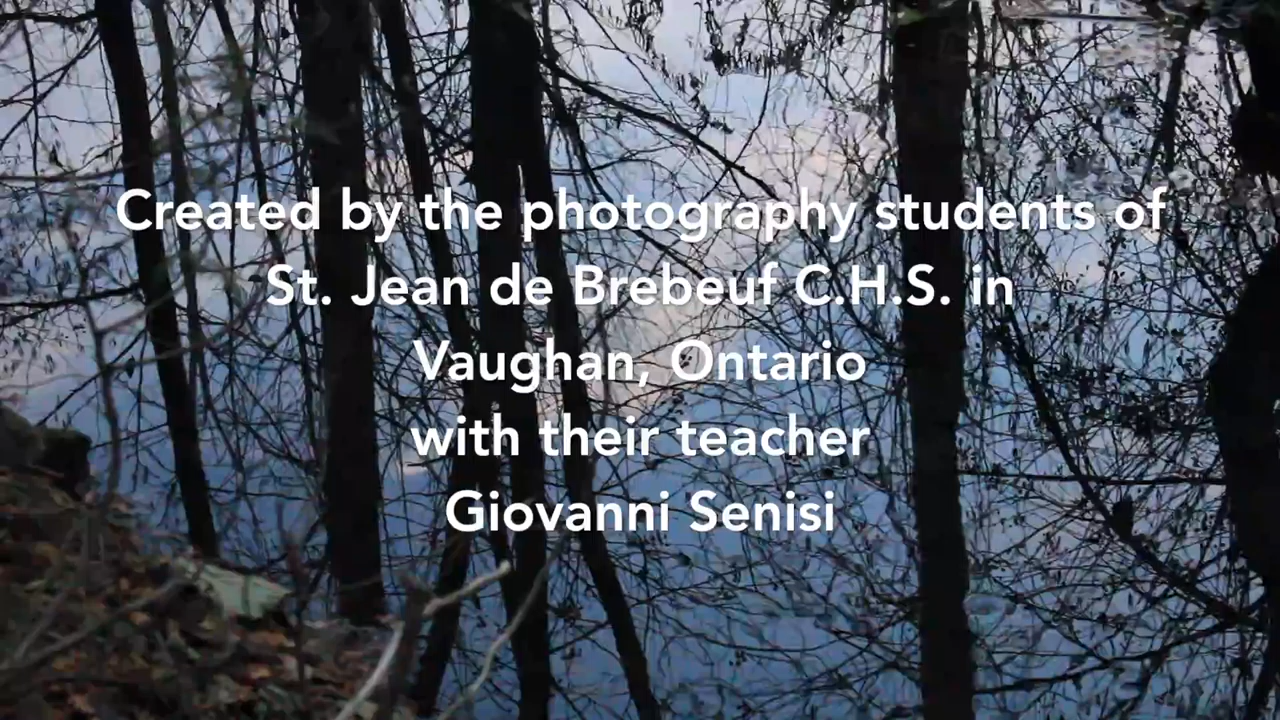 Created by the photography students of
St. Jean de Brebeuf C.H.S. in
Vaughan, Ontario
with their teacher
Giovanni Senisi